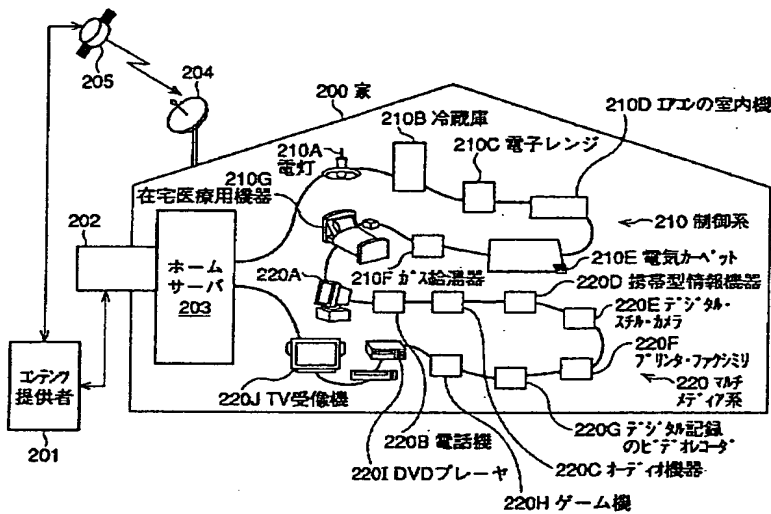 205
204
200 家
210B 冷蔵庫
210D エアコンの室内機
210A
電灯
210C 電子レンジ
210G
在宅医療用機器
202
210 制御系
ホーム
サーバ
203
210E 電気カーペット
210F ガス給湯器
220A
220D 携帯型情報機器
220E デジタル・
スチル・カメラ
220F
プリンタ・ファクシミリ
コンテンツ
提供者
201
220J TV受像機
220 マルチ
メディア系
220B 電話機
220G デジタル記録
のビデオレコーダ
220I DVDプレーヤ
220C オーディオ機器
220H ゲーム機